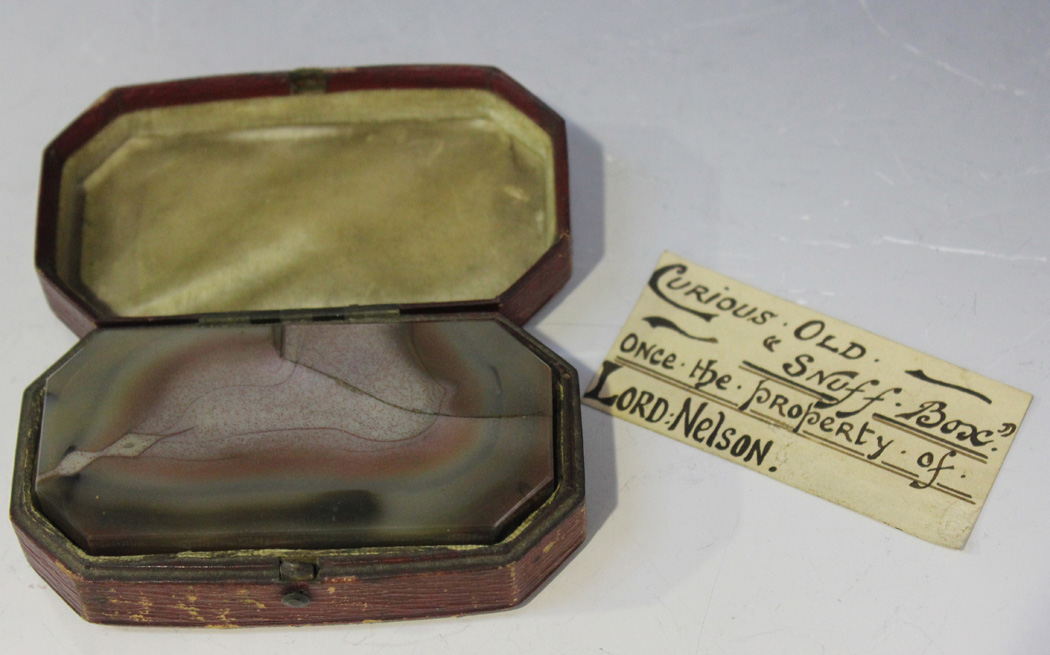 CURIOUS · OLD ·
"SNUFF · BOX."
ONCE · the · property · of ·
LORD · NELSON.